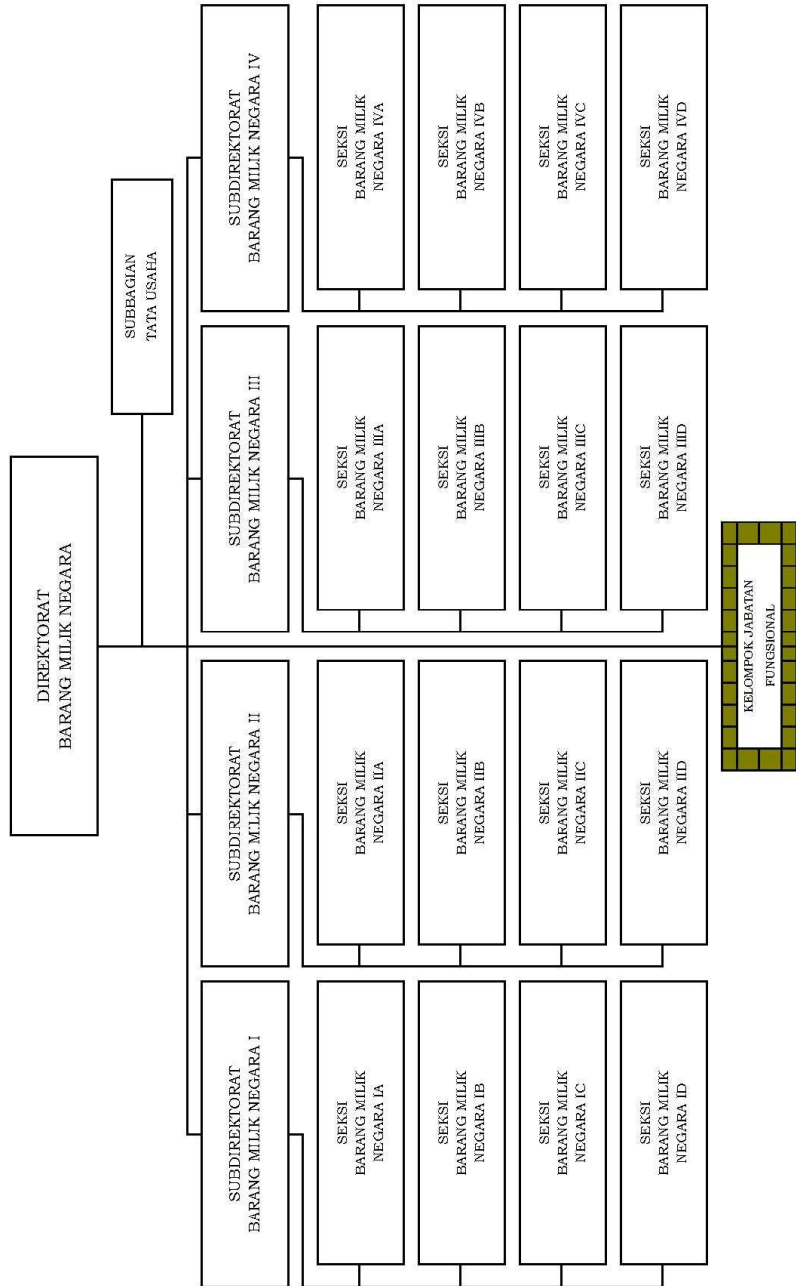 DIREKTORAT
BARANG MILIK NEGARA
SUBBAGIAN
TATA USAHA
SUBDIREKTORAT
BARANG MILIK NEGARA I
SUBDIREKTORAT
BARANG MILIK NEGARA II
SUBDIREKTORAT
BARANG MILIK NEGARA III
SUBDIREKTORAT
BARANG MILIK NEGARA IV
SEKSI
BARANG MILIK
NEGARA IA
SEKSI
BARANG MILIK
NEGARA IIA
SEKSI
BARANG MILIK
NEGARA IIIA
SEKSI
BARANG MILIK
NEGARA IVA
SEKSI
BARANG MILIK
NEGARA IB
SEKSI
BARANG MILIK
NEGARA IIB
SEKSI
BARANG MILIK
NEGARA IIIB
SEKSI
BARANG MILIK
NEGARA IVB
SEKSI
BARANG MILIK
NEGARA IC
SEKSI
BARANG MILIK
NEGARA IIC
SEKSI
BARANG MILIK
NEGARA IIIC
SEKSI
BARANG MILIK
NEGARA IVC
SEKSI
BARANG MILIK
NEGARA ID
SEKSI
BARANG MILIK
NEGARA IID
SEKSI
BARANG MILIK
NEGARA IIID
SEKSI
BARANG MILIK
NEGARA IVD
KELOMPOK JABATAN
FUNGSIONAL